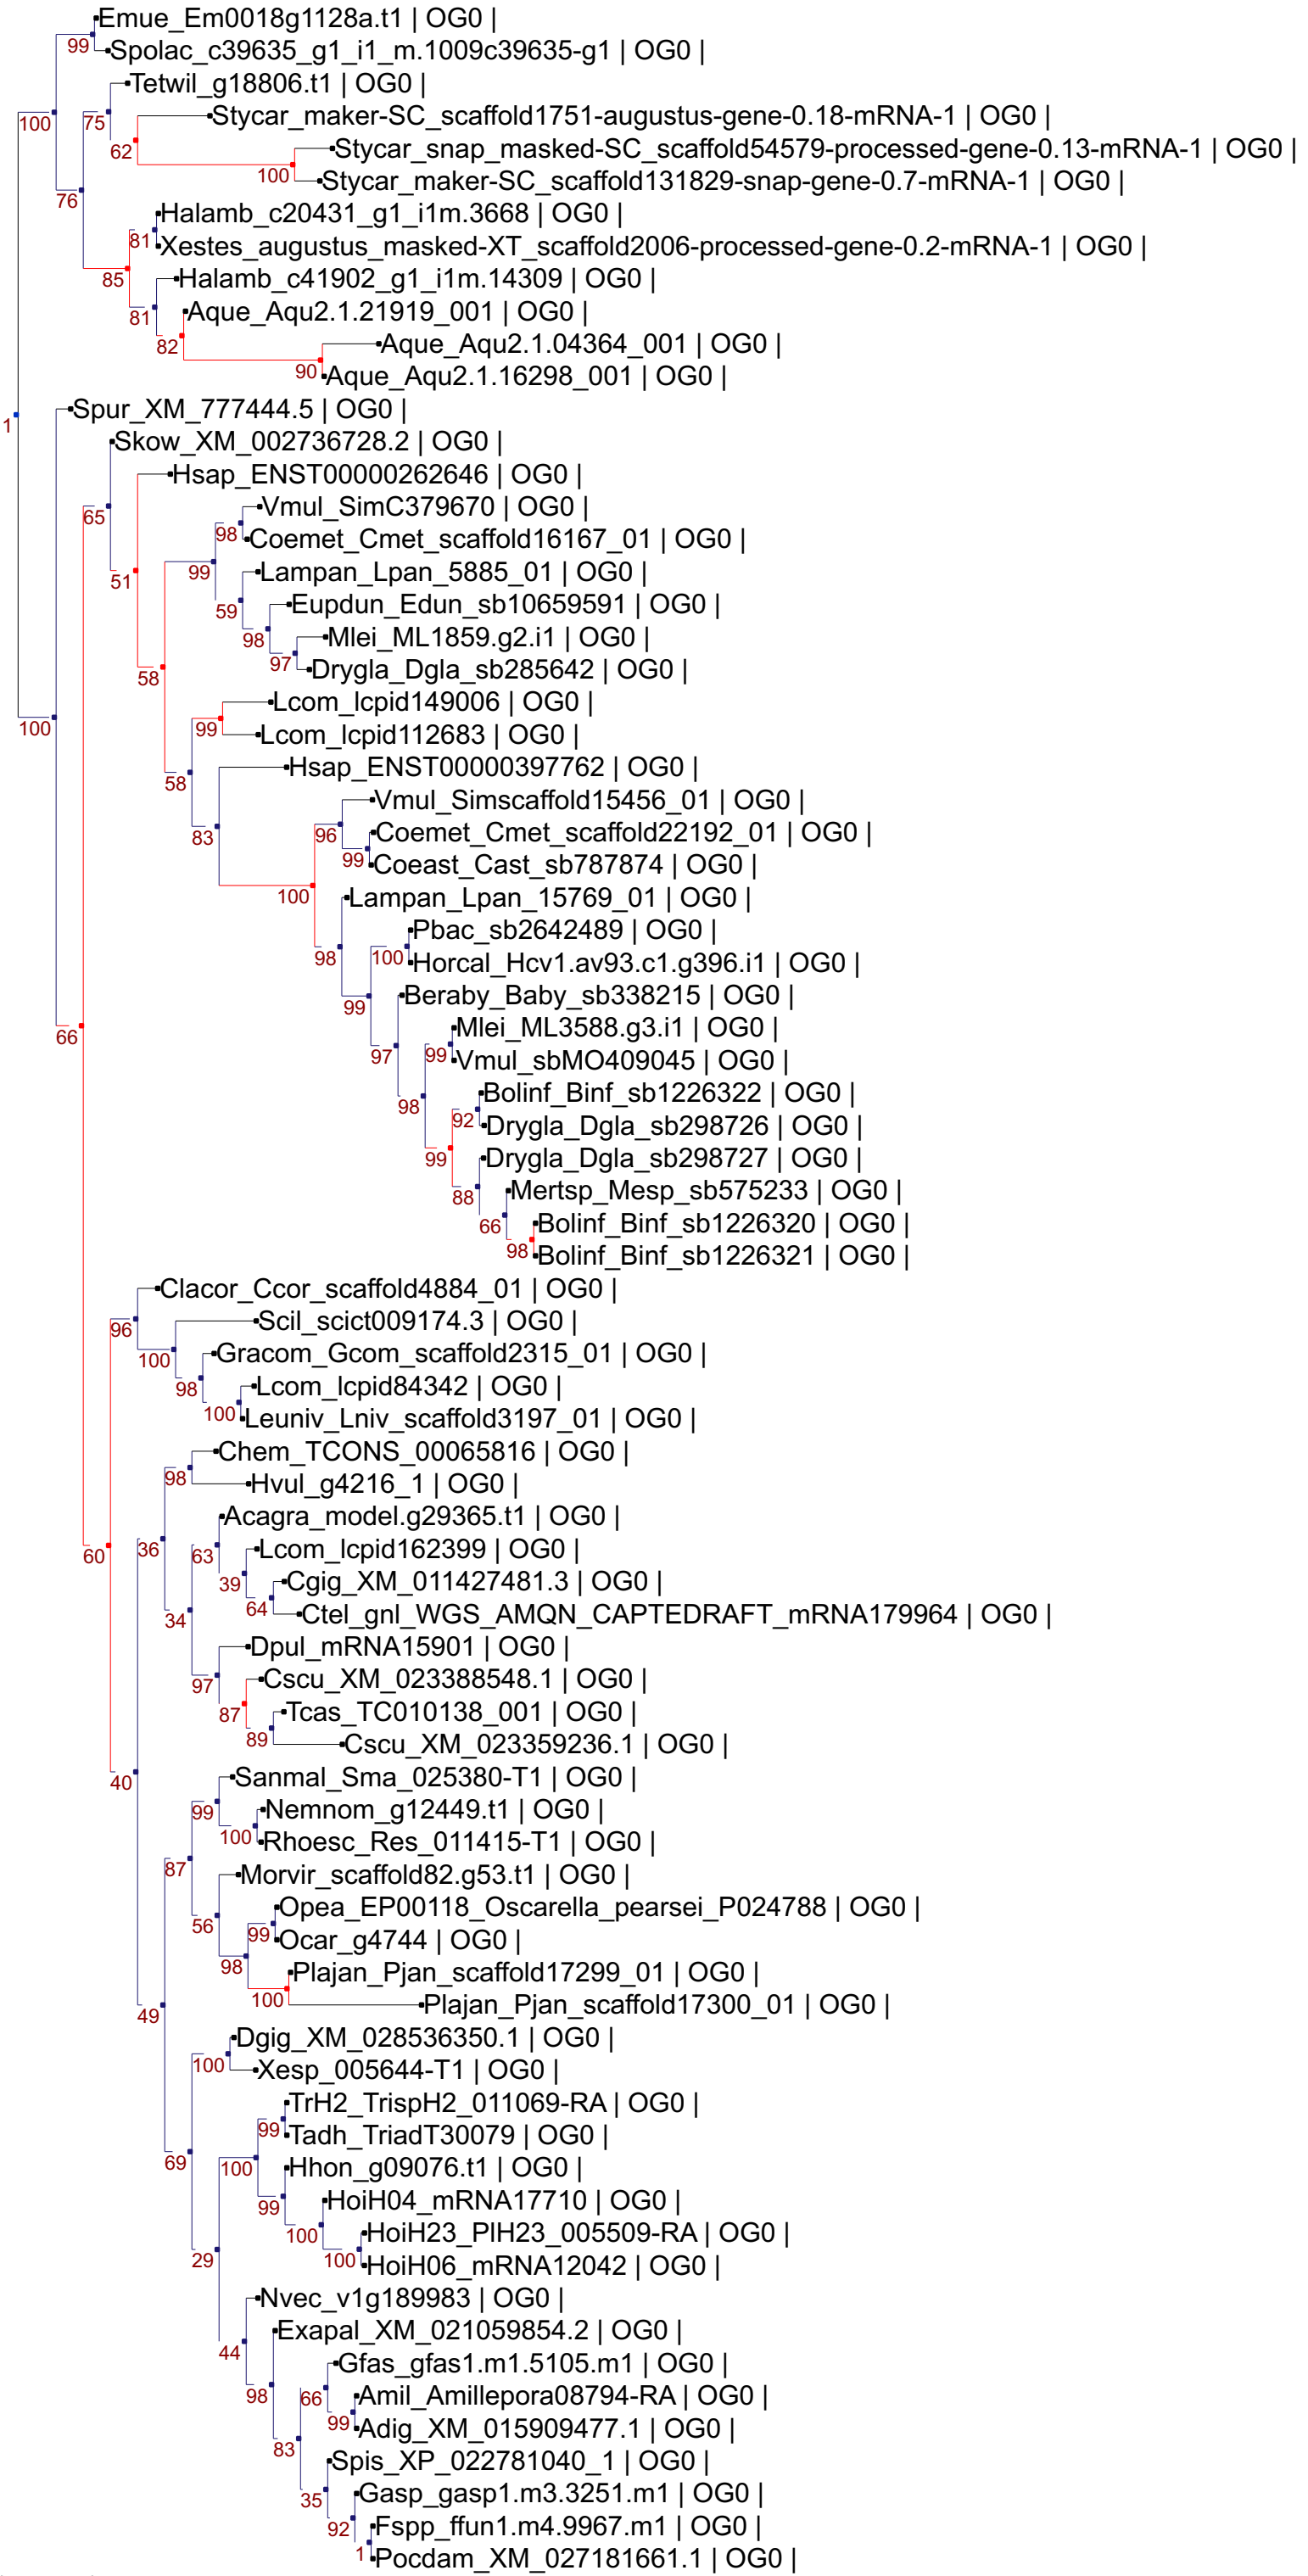 Emue_Em0018g1128a.t1 | OG0 |
99
Spolac_c39635_g1_i1_m.1009c39635-g1 | OG0 |
Tetwil_g18806.t1 | OG0 |
100
75
Stycar_maker-SC_scaffold1751-augustus-gene-0.18-mRNA-1 | OG0 |
62
Stycar_snap_masked-SC_scaffold54579-processed-gene-0.13-mRNA-1 | OG0 |
100
Stycar_maker-SC_scaffold131829-snap-gene-0.7-mRNA-1 | OG0 |
76
Halamb_c20431_g1_i1m.3668 | OG0 |
81
Xestes_augustus_masked-XT_scaffold2006-processed-gene-0.2-mRNA-1 | OG0 |
85
Halamb_c41902_g1_i1m.14309 | OG0 |
81
Aque_Aqu2.1.21919_001 | OG0 |
82
Aque_Aqu2.1.04364_001 | OG0 |
90
Aque_Aqu2.1.16298_001 | OG0 |
Spur_XM_777444.5 | OG0 |
1
Skow_XM_002736728.2 | OG0 |
Hsap_ENST00000262646 | OG0 |
65
Vmul_SimC379670 | OG0 |
98
Coemet_Cmet_scaffold16167_01 | OG0 |
99
Lampan_Lpan_5885_01 | OG0 |
51
59
Eupdun_Edun_sb10659591 | OG0 |
98
Mlei_ML1859.g2.i1 | OG0 |
97
Drygla_Dgla_sb285642 | OG0 |
58
Lcom_lcpid149006 | OG0 |
100
99
Lcom_lcpid112683 | OG0 |
Hsap_ENST00000397762 | OG0 |
58
Vmul_Simscaffold15456_01 | OG0 |
83
96
Coemet_Cmet_scaffold22192_01 | OG0 |
99
Coeast_Cast_sb787874 | OG0 |
100
Lampan_Lpan_15769_01 | OG0 |
Pbac_sb2642489 | OG0 |
98
100
Horcal_Hcv1.av93.c1.g396.i1 | OG0 |
99
Beraby_Baby_sb338215 | OG0 |
66
Mlei_ML3588.g3.i1 | OG0 |
97
99
Vmul_sbMO409045 | OG0 |
Bolinf_Binf_sb1226322 | OG0 |
98
92
Drygla_Dgla_sb298726 | OG0 |
99
Drygla_Dgla_sb298727 | OG0 |
88
Mertsp_Mesp_sb575233 | OG0 |
66
Bolinf_Binf_sb1226320 | OG0 |
98
Bolinf_Binf_sb1226321 | OG0 |
Clacor_Ccor_scaffold4884_01 | OG0 |
96
Scil_scict009174.3 | OG0 |
100
Gracom_Gcom_scaffold2315_01 | OG0 |
98
Lcom_lcpid84342 | OG0 |
100
Leuniv_Lniv_scaffold3197_01 | OG0 |
Chem_TCONS_00065816 | OG0 |
98
Hvul_g4216_1 | OG0 |
Acagra_model.g29365.t1 | OG0 |
60
36
63
Lcom_lcpid162399 | OG0 |
39
Cgig_XM_011427481.3 | OG0 |
34
64
Ctel_gnl_WGS_AMQN_CAPTEDRAFT_mRNA179964 | OG0 |
Dpul_mRNA15901 | OG0 |
97
Cscu_XM_023388548.1 | OG0 |
87
Tcas_TC010138_001 | OG0 |
89
Cscu_XM_023359236.1 | OG0 |
40
Sanmal_Sma_025380-T1 | OG0 |
99
Nemnom_g12449.t1 | OG0 |
100
Rhoesc_Res_011415-T1 | OG0 |
87
Morvir_scaffold82.g53.t1 | OG0 |
56
Opea_EP00118_Oscarella_pearsei_P024788 | OG0 |
99
Ocar_g4744 | OG0 |
98
Plajan_Pjan_scaffold17299_01 | OG0 |
100
Plajan_Pjan_scaffold17300_01 | OG0 |
49
Dgig_XM_028536350.1 | OG0 |
100
Xesp_005644-T1 | OG0 |
TrH2_TrispH2_011069-RA | OG0 |
99
Tadh_TriadT30079 | OG0 |
69
100
Hhon_g09076.t1 | OG0 |
99
HoiH04_mRNA17710 | OG0 |
100
HoiH23_PlH23_005509-RA | OG0 |
29
100
HoiH06_mRNA12042 | OG0 |
Nvec_v1g189983 | OG0 |
44
Exapal_XM_021059854.2 | OG0 |
Gfas_gfas1.m1.5105.m1 | OG0 |
98
66
Amil_Amillepora08794-RA | OG0 |
99
Adig_XM_015909477.1 | OG0 |
83
Spis_XP_022781040_1 | OG0 |
35
Gasp_gasp1.m3.3251.m1 | OG0 |
92
Fspp_ffun1.m4.9967.m1 | OG0 |
1
Pocdam_XM_027181661.1 | OG0 |